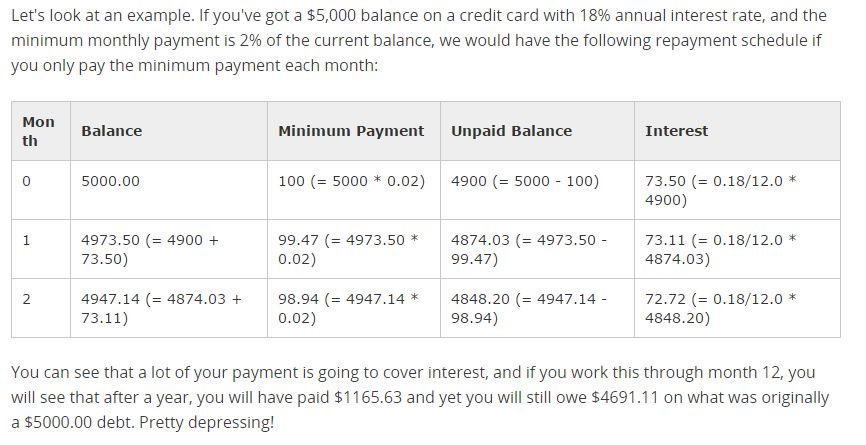 Let's look at an example. If you've got a $5,000 balance on a credit card with 18% annual interest rate, and the
minimum monthly payment is 2% of the current balance, we would have the following repayment schedule if
you only pay the minimum payment each month:
Mon
th
Balance
Minimum Payment
Unpaid Balance
Interest
0
5000.00
100 (= 5000 * 0.02)
4900 (= 5000 - 100)
73.50 (= 0.18/12.0 *
4900)
1
4973.50 (= 4900 +
73.50)
99.47 (= 4973.50 *
0.02)
4874.03 (= 4973.50 -
99.47)
73.11 (= 0.18/12.0 *
4874.03)
2
4947.14 (= 4874.03 +
73.11)
98.94 (= 4947.14 *
0.02)
4848.20 (= 4947.14 -
98.94)
72.72 (= 0.18/12.0 *
4848.20)
You can see that a lot of your payment is going to cover interest, and if you work this through month 12, you
will see that after a year, you will have paid $1165.63 and yet you will still owe $4691.11 on what was originally
a $5000.00 debt. Pretty depressing!